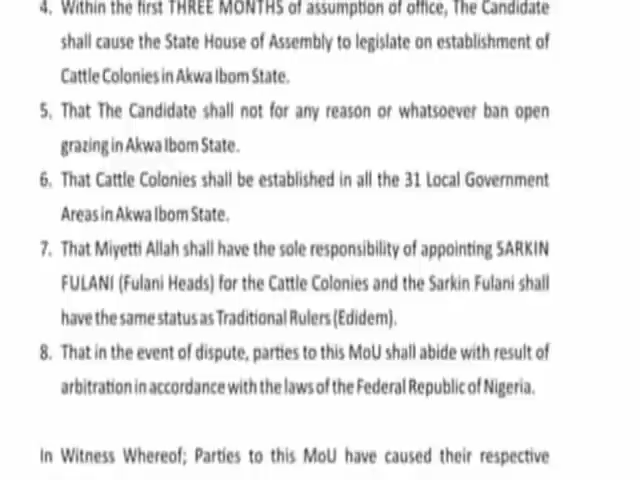 4. Within the first THREE MONTHS of assumption of office, The Candidate
shall cause the State House of Assembly to legislate on establishment of
Cattle Colonies in Akwa Ibom State.
5. That The Candidate shall not for any reason or whatsoever ban open
grazing in Akwa Ibom State.
6. That Cattle Colonies shall be established in all the 31 Local Government
Areas in Akwa Ibom State.
7. That Miyetti Allah shall have the sole responsibility of appointing SARKIN
FULANI (Fulani Heads) for the Cattle Colonies and the Sarkin Fulani shall
have the same status as Traditional Rulers (Edidem).
8. That in the event of dispute, parties to this MoU shall abide with result of
arbitration in accordance with the laws of the Federal Republic of Nigeria.
In Witness Whereof; Parties to this MoU have caused their respective